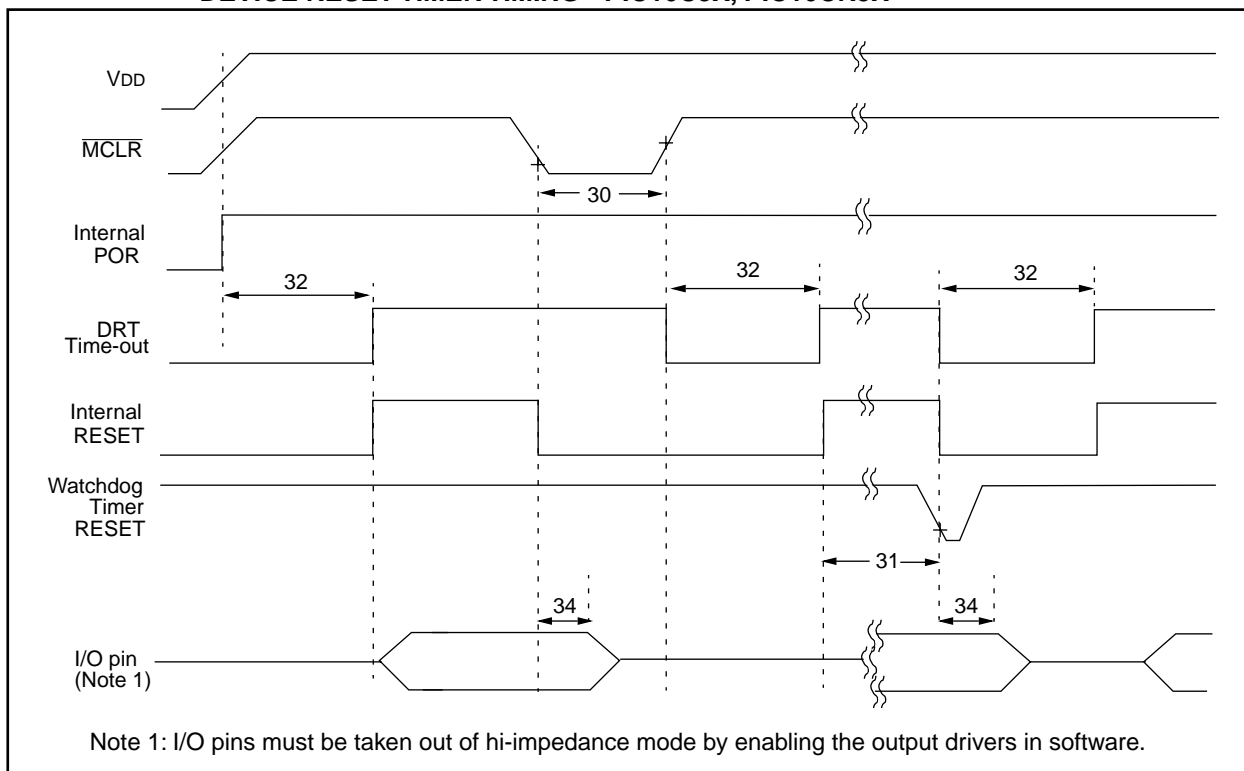 VDD
MCLR
30
Internal
POR
32
32
32
DRT
Time-out
Internal
RESET
Watchdog
Timer
RESET
31
34
34
I/O pin
(Note 1)
Note 1: I/O pins must be taken out of hi-impedance mode by enabling the output drivers in software.